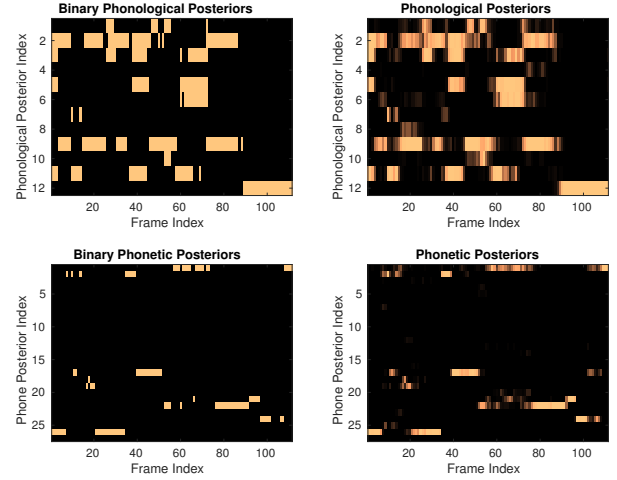 Binary Phonological Posteriors
Phonological Posterior Index
2
4
6
8
10
12
20 40 60 80 100
Frame Index
Phonological Posteriors
Phonological Posterior Index
2
4
6
8
10
12
20 40 60 80 100
Frame Index
Binary Phonetic Posteriors
Phone Posterior Index
5
10
15
20
25
20 40 60 80 100
Frame Index
Phonetic Posteriors
Phone Posterior Index
5
10
15
20
25
20 40 60 80 100
Frame Index